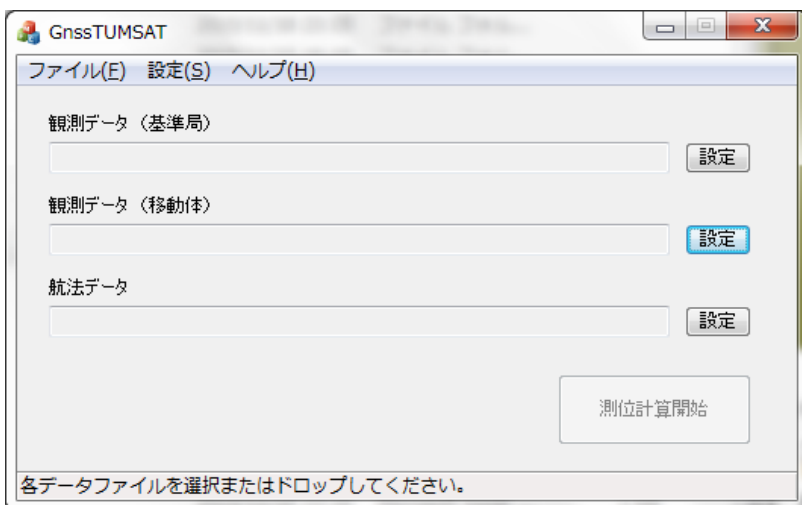 GnssTUMSAT
ファイル(F) 設定(S) ヘルプ(H)
観測データ（基準局）
設定
観測データ（移動体）
設定
航法データ
設定
測位計算開始
各データファイルを選択またはドロップしてください。